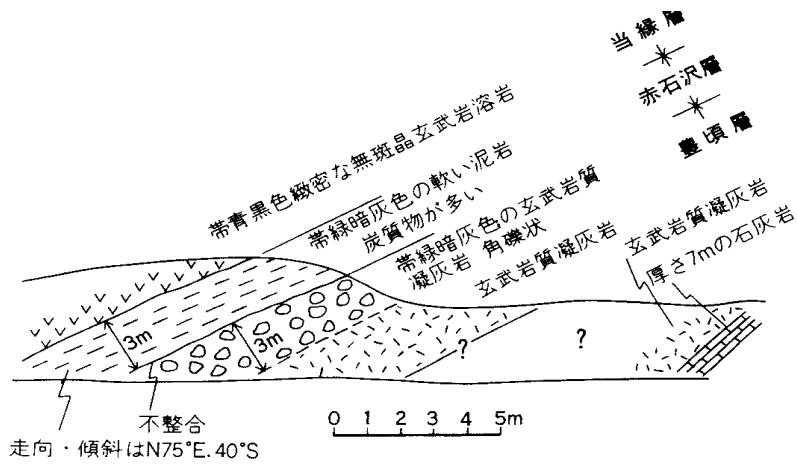 当縁層
赤石沢層
豊頃層
帯青黒色緻密な無斑晶玄武岩溶岩
帯緑暗灰色の軟い泥岩
炭質物が多い
帯緑暗灰色の玄武岩質
凝灰岩 角礫状
玄武岩質凝灰岩
玄武岩質凝灰岩
厚さ7mの石灰岩
3m
3m
?
?
不整合
走向・傾斜はN75°E.40°S
0 1 2 3 4 5m